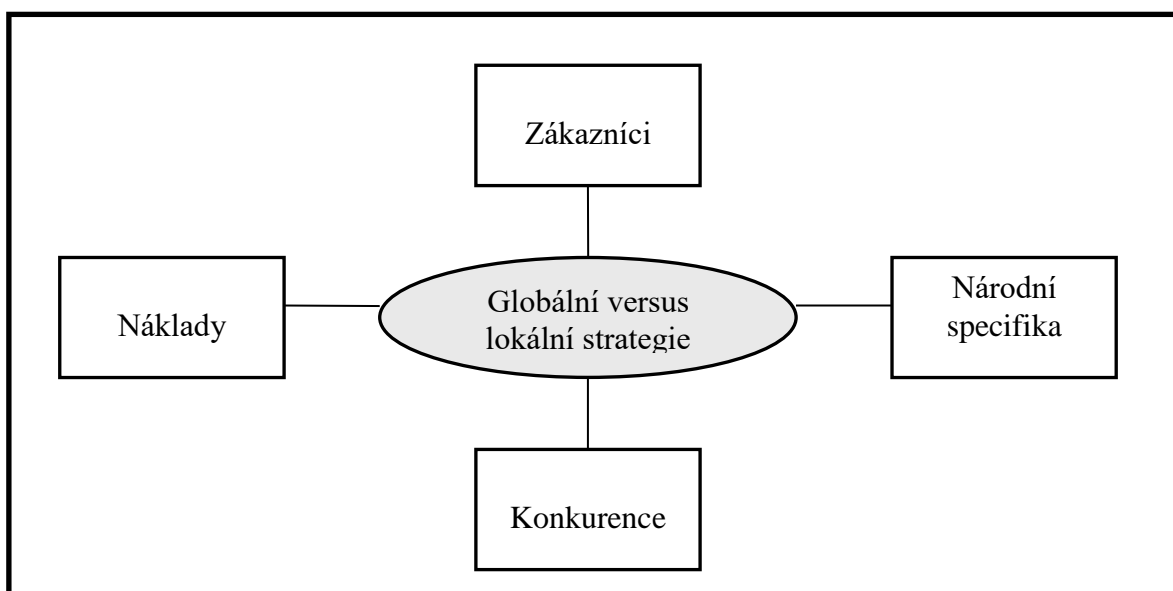 Zákazníci
Náklady
Globální versus
lokální strategie
Národní
specifika
Konkurence